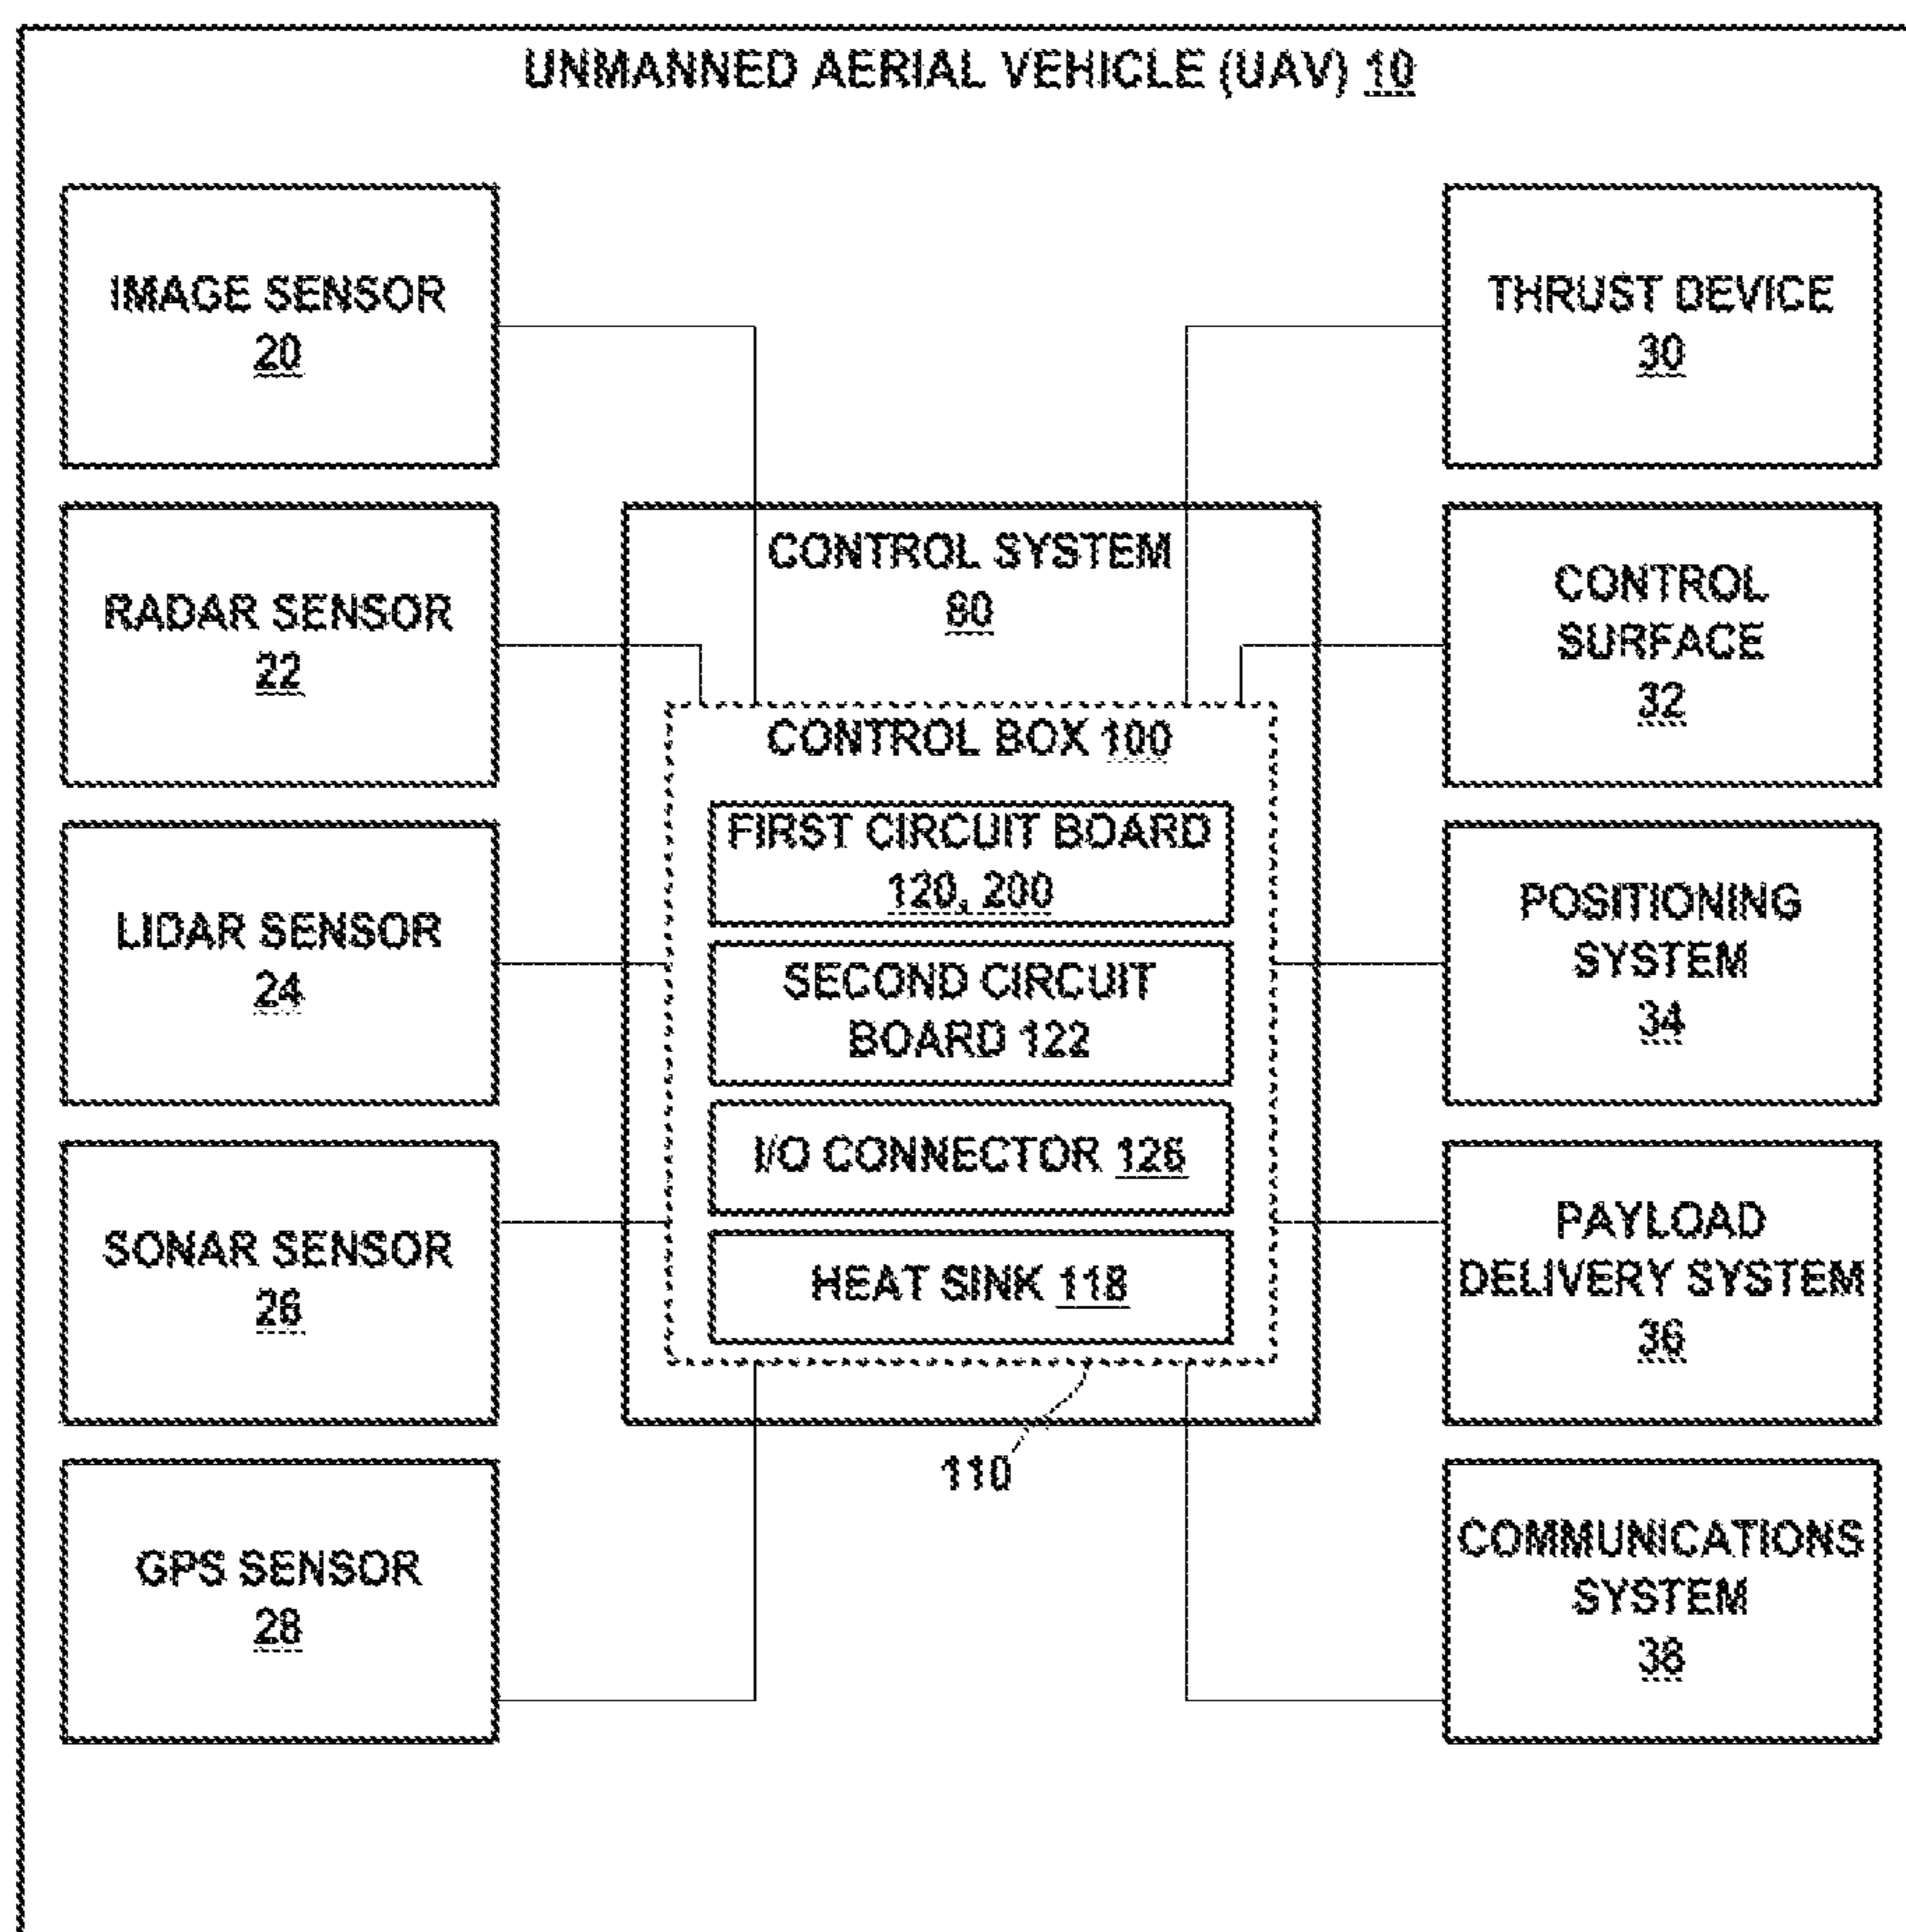 UNMANNED AERIAL VEHICLE (UAV) 10
IMAGE SENSOR
20
RADAR SENSOR
22
LIDAR SENSOR
24
SONAR SENSOR
26
GPS SENSOR
28
CONTROL SYSTEM
80
CONTROL BOX 100
FIRST CIRCUIT BOARD
120, 200
SECOND CIRCUIT
BOARD 122
I/O CONNECTOR 126
HEAT SINK 118
110
THRUST DEVICE
30
CONTROL
SURFACE
32
POSITIONING
SYSTEM
34
PAYLOAD
DELIVERY SYSTEM
36
COMMUNICATIONS
SYSTEM
38